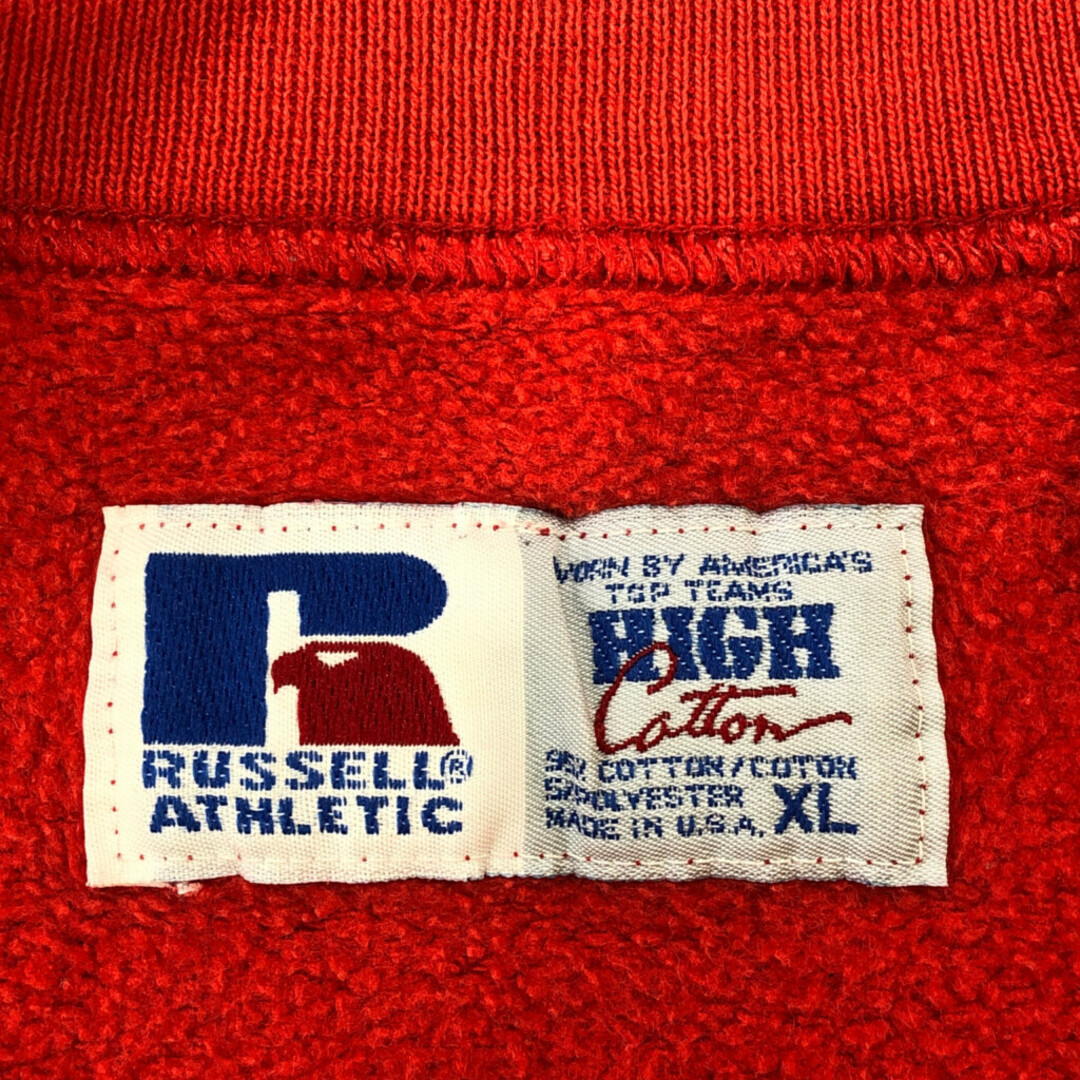 RUSSELL®
ATHLETIC
WORN BY AMERICA'S
TOP TEAMS
HIGH
Cotton
95% COTTON/COTON
5% POLYESTER
MADE IN U.S.A. XL